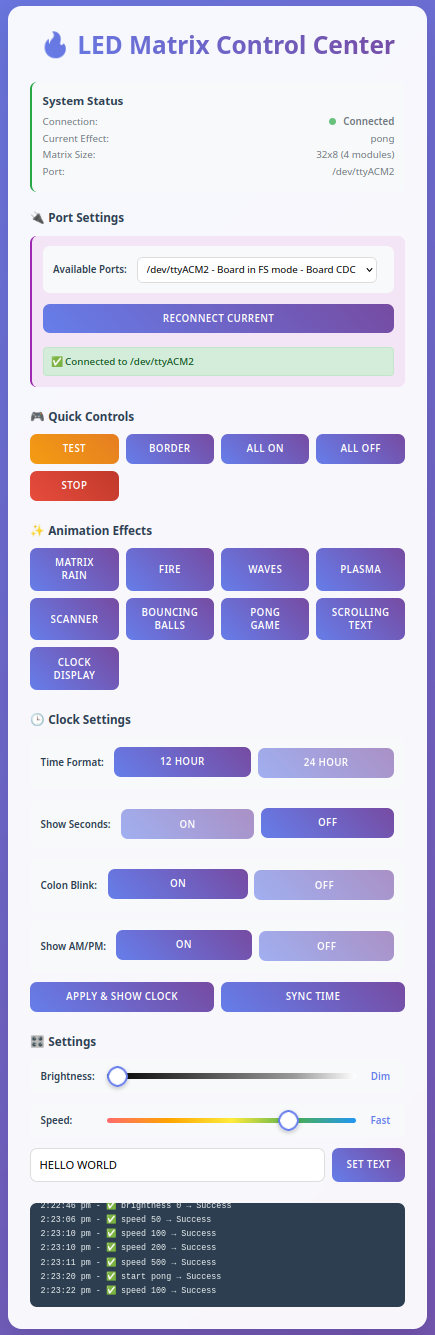 🔥 LED Matrix Control Center
System Status
Connection: Connected
Current Effect: pong
Matrix Size: 32x8 (4 modules)
Port: /dev/ttyACM2
🔌 Port Settings
Available Ports: /dev/ttyACM2 - Board in FS mode - Board CDC
RECONNECT CURRENT
✅ Connected to /dev/ttyACM2
🎮 Quick Controls
TEST BORDER ALL ON ALL OFF
STOP
✨ Animation Effects
MATRIX
RAIN
FIRE
WAVES
PLASMA
SCANNER
BOUNCING
BALLS
PONG
GAME
SCROLLING
TEXT
CLOCK
DISPLAY
🕒 Clock Settings
Time Format: 12 HOUR 24 HOUR
Show Seconds: ON OFF
Colon Blink: ON OFF
Show AM/PM: ON OFF
APPLY & SHOW CLOCK SYNC TIME
🎛️ Settings
Brightness: Dim
Speed: Fast
HELLO WORLD SET TEXT
2:22:46 pm - ✅ brightness 0 → Success
2:23:06 pm - ✅ speed 50 → Success
2:23:10 pm - ✅ speed 100 → Success
2:23:10 pm - ✅ speed 200 → Success
2:23:11 pm - ✅ speed 500 → Success
2:23:20 pm - ✅ start pong → Success
2:23:22 pm - ✅ speed 100 → Success